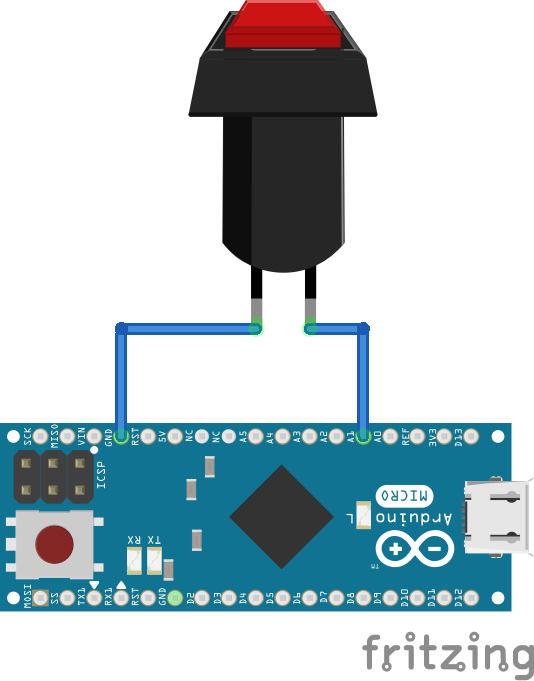 SCK MISO VIN GND RST 5V NC NC A5 A4 A3 A2 A1 A0 REF 3V3 D13
ICSP
MICRO
L Arduino
RX TX
TM
MOSI SS TX1 RX1 RST GND D2 D3 D4 D5 D6 D7 D8 D9 D10 D11 D12
fritzing